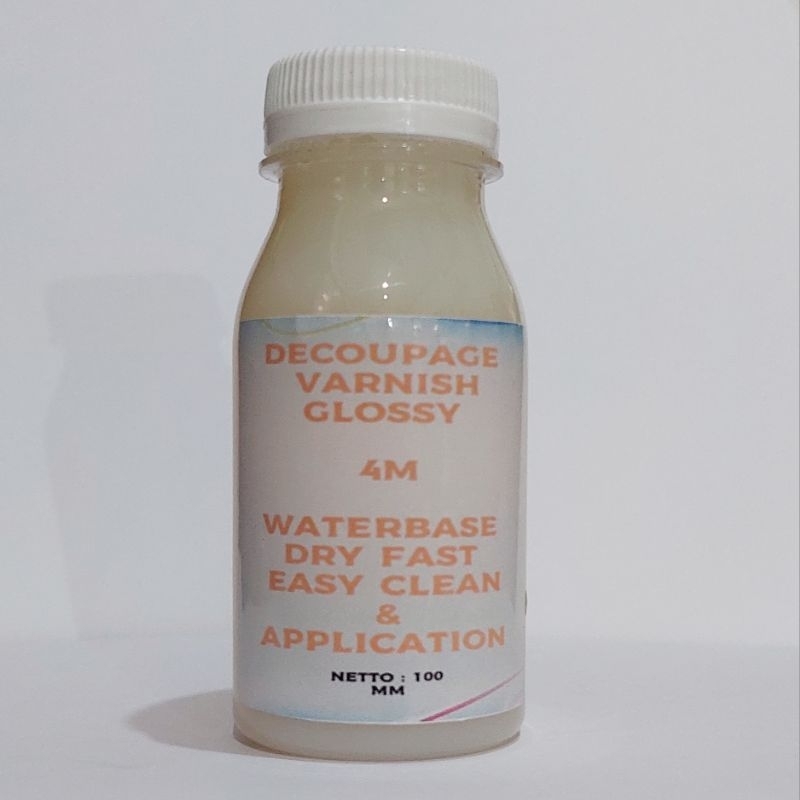 DECOUPAGE
VARNISH
GLOSSY
4M
WATERBASE
DRY FAST
EASY CLEAN
&
APPLICATION
NETTO : 100
MM